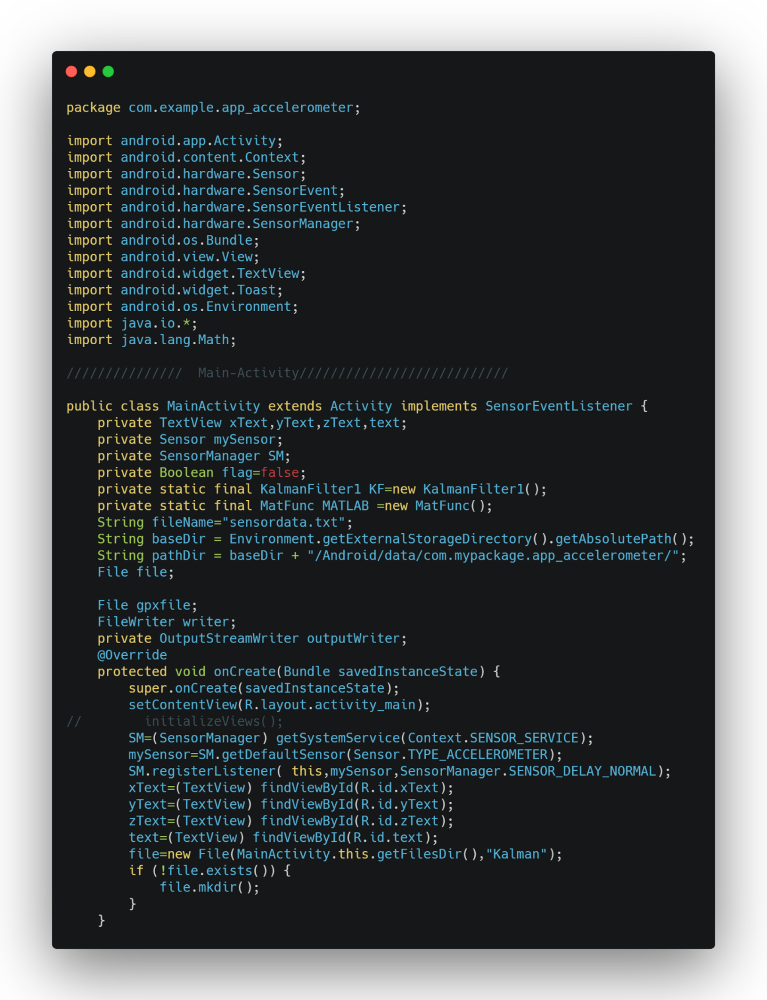 package com.example.app_accelerometer;

import android.app.Activity;
import android.content.Context;
import android.hardware.Sensor;
import android.hardware.SensorEvent;
import android.hardware.SensorEventListener;
import android.hardware.SensorManager;
import android.os.Bundle;
import android.view.View;
import android.widget.TextView;
import android.widget.Toast;
import android.os.Environment;
import java.io.*;
import java.lang.Math;

///////////////  Main-Activity///////////////////////////

public class MainActivity extends Activity implements SensorEventListener {
    private TextView xText,yText,zText,text;
    private Sensor mySensor;
    private SensorManager SM;
    private Boolean flag=false;
    private static final KalmanFilter1 KF=new KalmanFilter1();
    private static final MatFunc MATLAB =new MatFunc();
    String fileName="sensordata.txt";
    String baseDir = Environment.getExternalStorageDirectory().getAbsolutePath();
    String pathDir = baseDir + "/Android/data/com.mypackage.app_accelerometer/";
    File file;

    File gpxfile;
    FileWriter writer;
    private OutputStreamWriter outputWriter;
    @Override
    protected void onCreate(Bundle savedInstanceState) {
        super.onCreate(savedInstanceState);
        setContentView(R.layout.activity_main);
//        initializeViews();
        SM=(SensorManager) getSystemService(Context.SENSOR_SERVICE);
        mySensor=SM.getDefaultSensor(Sensor.TYPE_ACCELEROMETER);
        SM.registerListener( this,mySensor,SensorManager.SENSOR_DELAY_NORMAL);
        xText=(TextView) findViewById(R.id.xText);
        yText=(TextView) findViewById(R.id.yText);
        zText=(TextView) findViewById(R.id.zText);
        text=(TextView) findViewById(R.id.text);
        file=new File(MainActivity.this.getFilesDir(),"Kalman");
        if (!file.exists()) {
            file.mkdir();
        }
    }